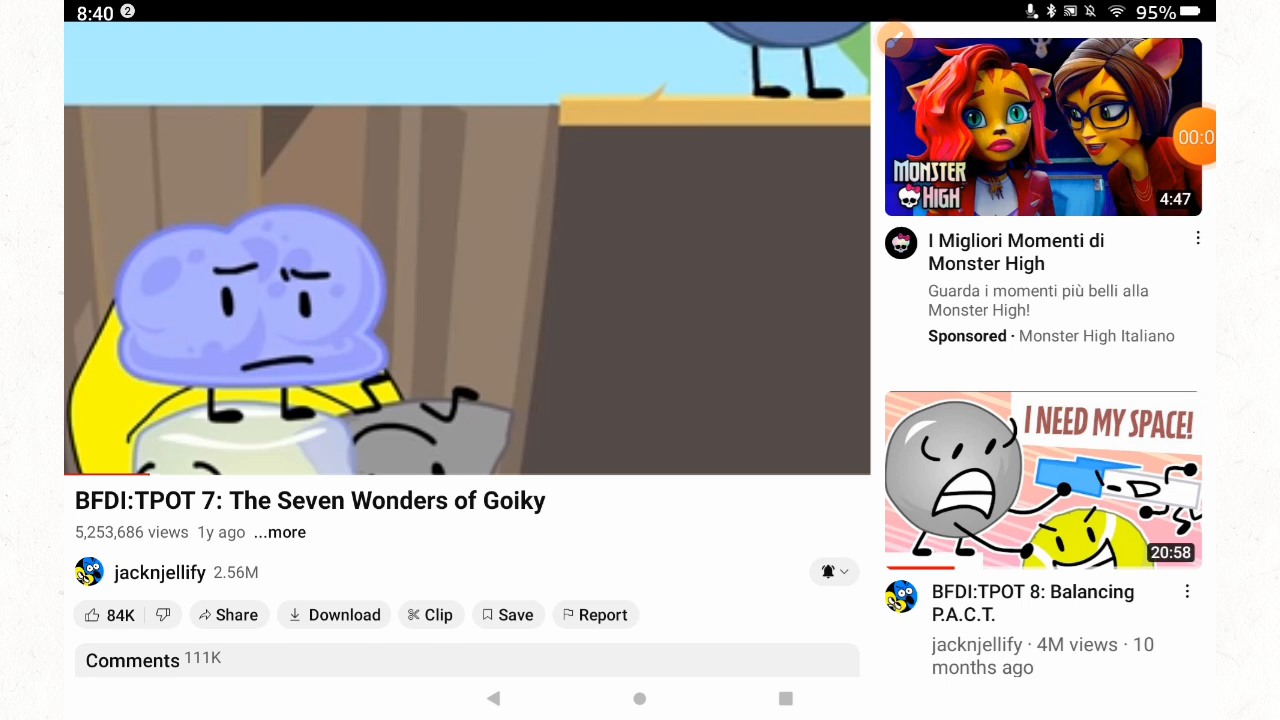 8:40 2
95%
MONSTER
HIGH
4:47
00:0
I Migliori Momenti di
Monster High
Guarda i momenti più belli alla
Monster High!
Sponsored · Monster High Italiano
I NEED MY SPACE!
20:58
BFDI:TPOT 8: Balancing
P.A.C.T.
jacknjellify · 4M views · 10
months ago
BFDI:TPOT 7: The Seven Wonders of Goiky
5,253,686 views 1y ago ...more
jacknjellify 2.56M
84K Share Download Clip Save Report
Comments 111K